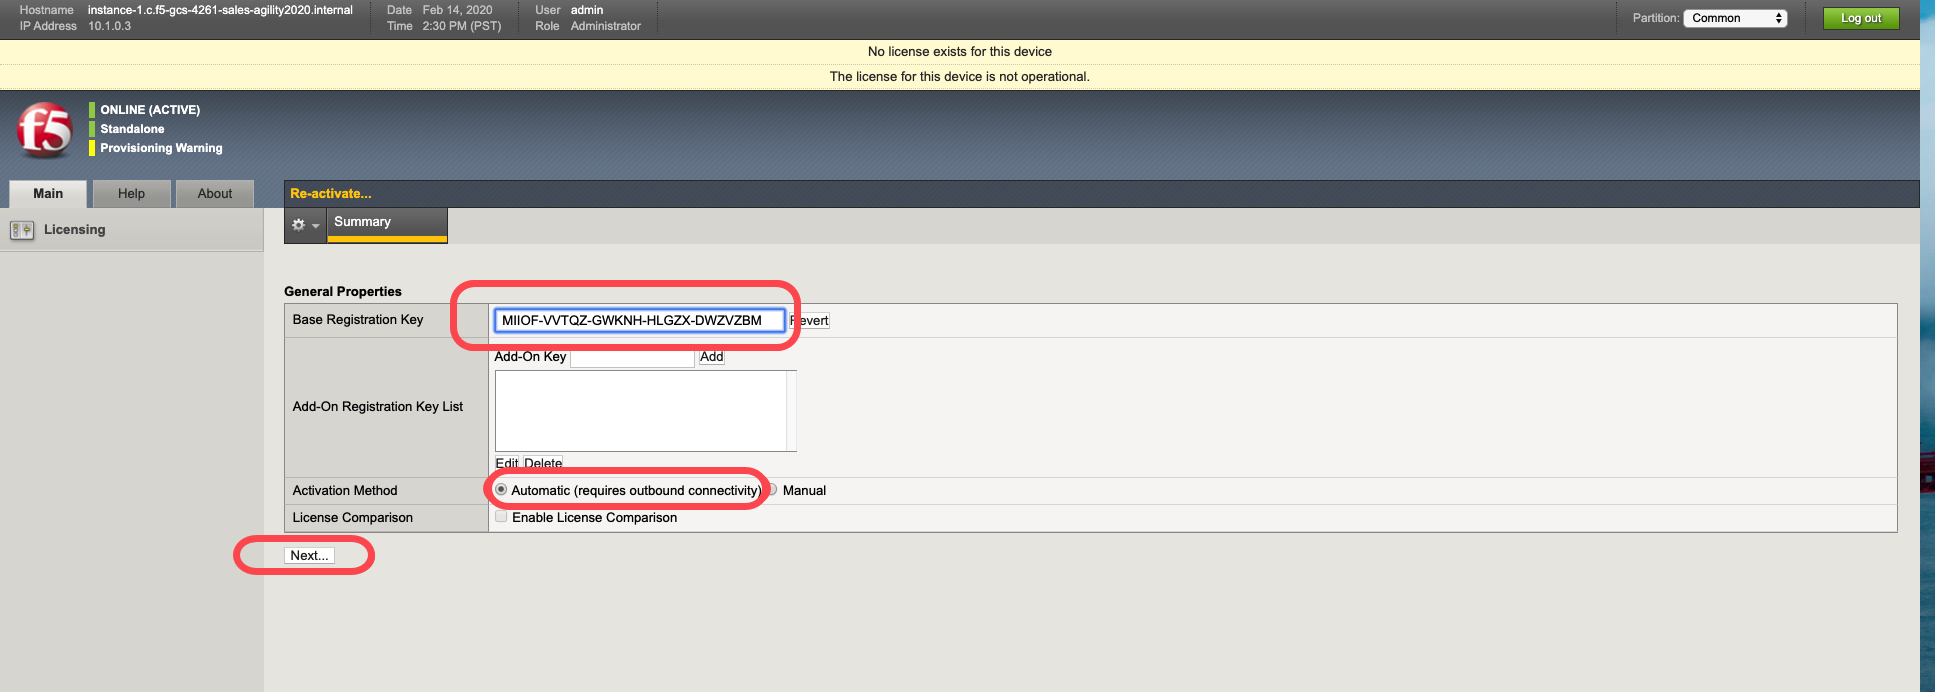 Hostname instance-1.c.f5-gcs-4261-sales-agility2020.internal Date Feb 14, 2020 User admin
IP Address 10.1.0.3 Time 2:30 PM (PST) Role Administrator
Partition: Common Log out
No license exists for this device
The license for this device is not operational.
f5
ONLINE (ACTIVE)
Standalone
Provisioning Warning
Main Help About
Re-activate...
Summary
Licensing
General Properties
Base Registration Key MIIOF-VVTQZ-GWKNH-HLGZX-DWZVZBM Revert
Add-On Key Add
Add-On Registration Key List
Edit Delete
Activation Method Automatic (requires outbound connectivity) Manual
License Comparison Enable License Comparison
Next...